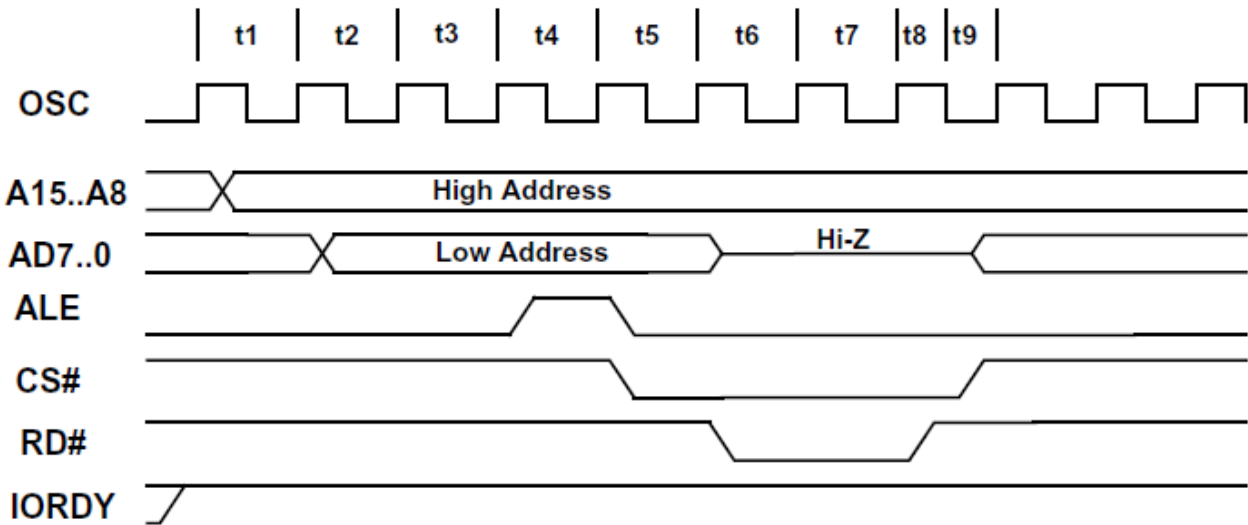 t1 t2 t3 t4 t5 t6 t7 t8 t9
OSC
A15..A8 High Address
AD7..0 Low Address Hi-Z
ALE
CS#
RD#
IORDY